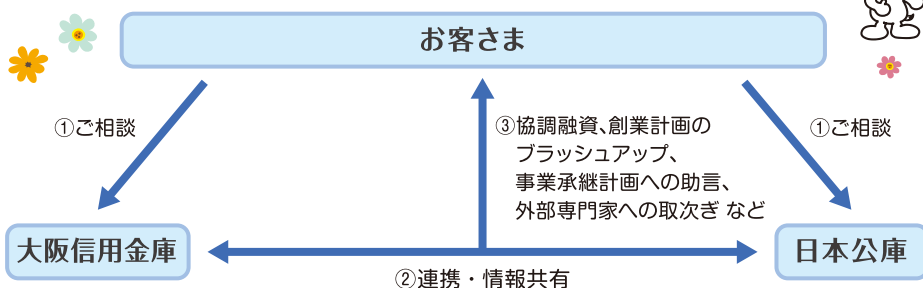 お客さま
①ご相談
③協調融資、創業計画の
ブラッシュアップ、
事業承継計画への助言、
外部専門家への取次ぎ など
①ご相談
大阪信用金庫
日本公庫
②連携・情報共有